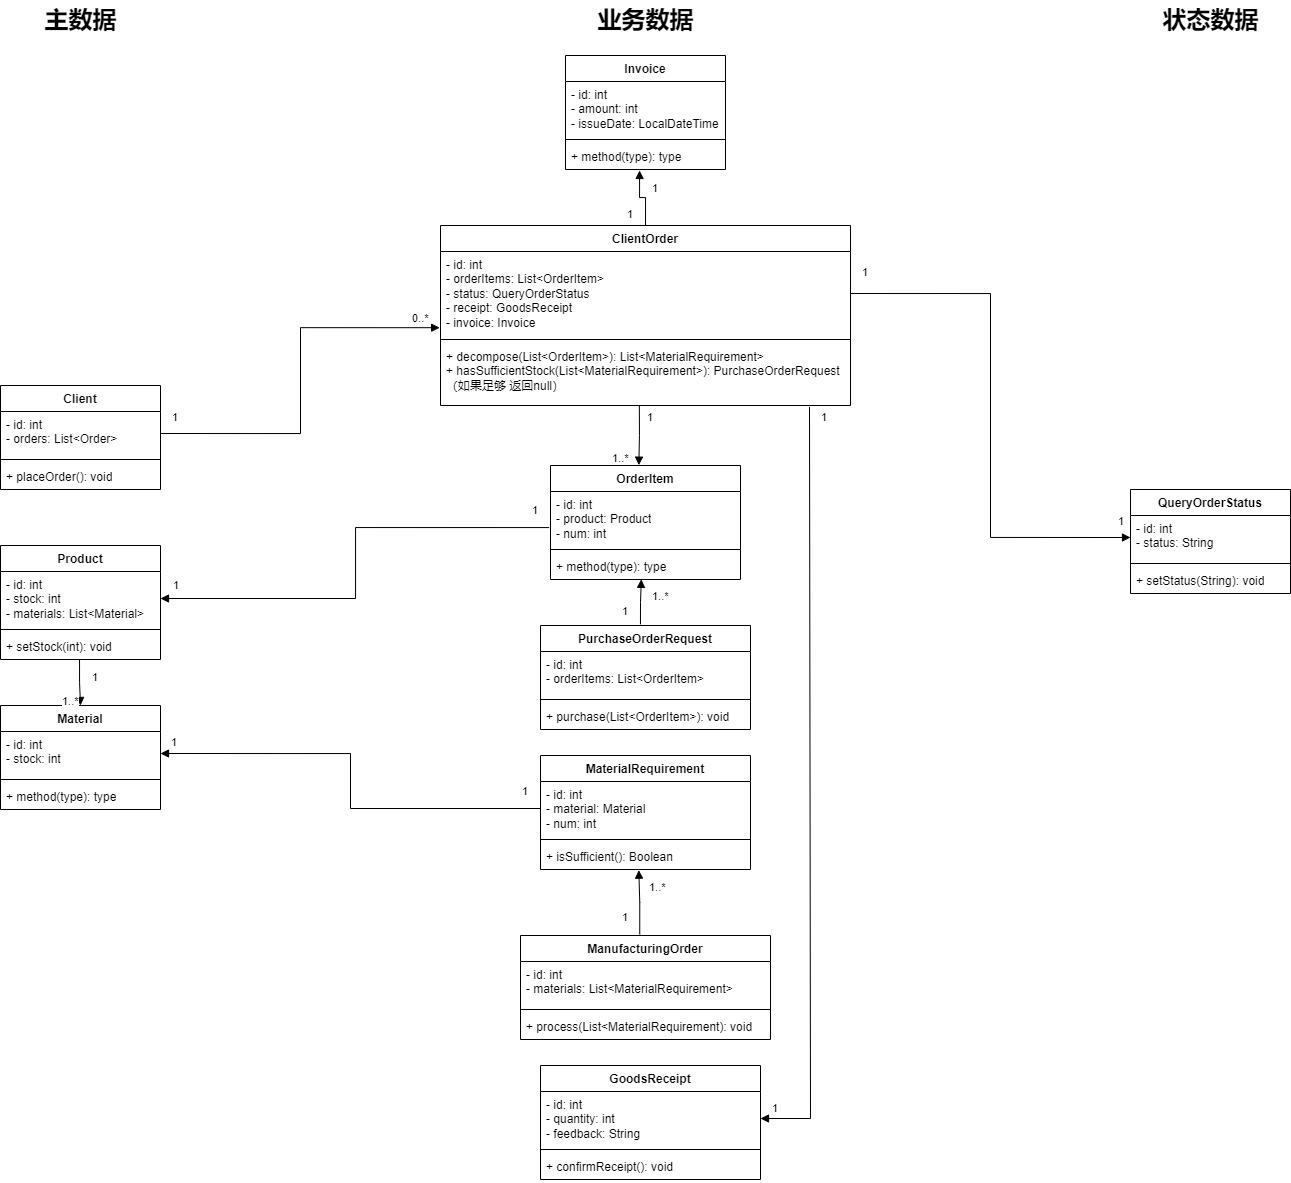 主数据
业务数据
状态数据
Invoice
- id: int
- amount: int
- issueDate: LocalDateTime
+ method(type): type
1
1
ClientOrder
- id: int
- orderItems: List<OrderItem>
- status: QueryOrderStatus
- receipt: GoodsReceipt
- invoice: Invoice
+ decompose(List<OrderItem>): List<MaterialRequirement>
+ hasSufficientStock(List<MaterialRequirement>): PurchaseOrderRequest
（如果足够 返回null）
1
0..*
Client
- id: int
- orders: List<Order>
+ placeOrder(): void
1
1
1
1..*
OrderItem
- id: int
- product: Product
- num: int
+ method(type): type
1
QueryOrderStatus
- id: int
- status: String
+ setStatus(String): void
1
Product
- id: int
- stock: int
- materials: List<Material>
+ setStock(int): void
1
1..*
1
PurchaseOrderRequest
- id: int
- orderItems: List<OrderItem>
+ purchase(List<OrderItem>): void
1
1..*
Material
- id: int
- stock: int
+ method(type): type
1
1
MaterialRequirement
- id: int
- material: Material
- num: int
+ isSufficient(): Boolean
1..*
1
ManufacturingOrder
- id: int
- materials: List<MaterialRequirement>
+ process(List<MaterialRequirement): void
GoodsReceipt
- id: int
- quantity: int
- feedback: String
+ confirmReceipt(): void
1